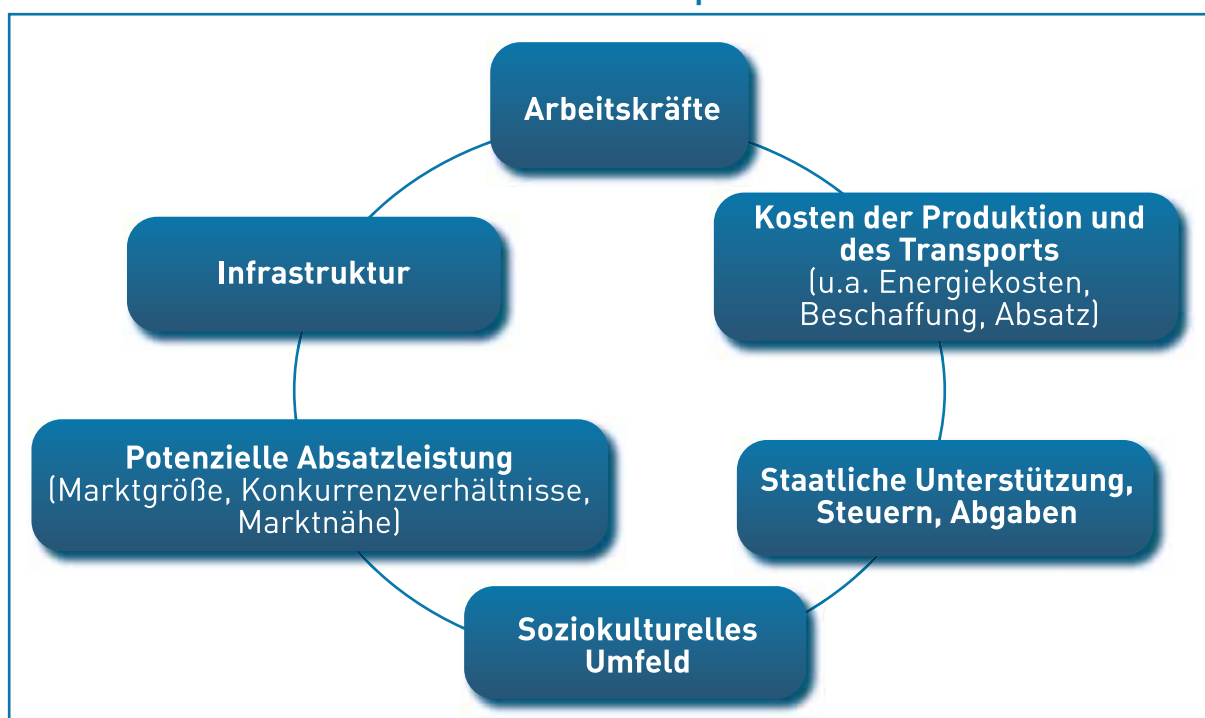 Arbeitskräfte
Kosten der Produktion und
des Transports
(u.a. Energiekosten,
Beschaffung, Absatz)
Infrastruktur
Potenzielle Absatzleistung
(Marktgröße, Konkurrenzverhältnisse,
Marktnähe)
Staatliche Unterstützung,
Steuern, Abgaben
Soziokulturelles
Umfeld